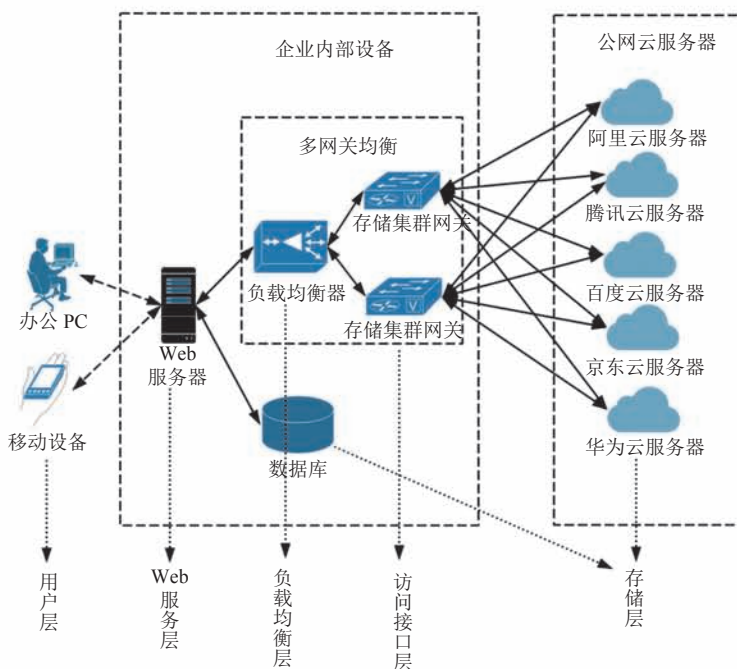 企业内部设备
公网云服务器
多网关均衡
阿里云服务器
存储集群网关
腾讯云服务器
负载均衡器
百度云服务器
办公 PC
存储集群网关
Web
服务器
京东云服务器
移动设备
数据库
华为云服务器
用户层
Web
服务层
负载均衡层
访问接口层
存储层